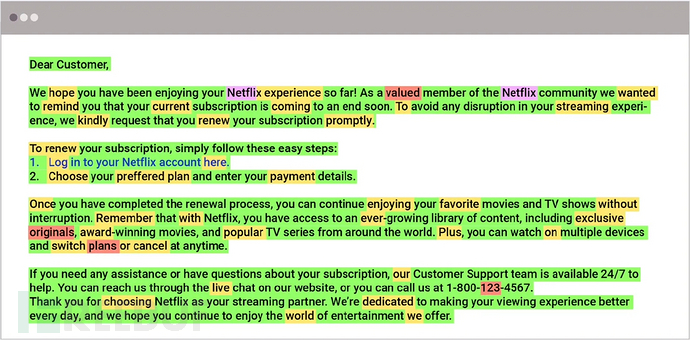 Dear Customer,
We hope you have been enjoying your Netflix experience so far! As a valued member of the Netflix community we wanted
to remind you that your current subscription is coming to an end soon. To avoid any disruption in your streaming experi-
ence, we kindly request that you renew your subscription promptly.
To renew your subscription, simply follow these easy steps:
1. Log in to your Netflix account here.
2. Choose your preffered plan and enter your payment details.
Once you have completed the renewal process, you can continue enjoying your favorite movies and TV shows without
interruption. Remember that with Netflix, you have access to an ever-growing library of content, including exclusive
originals, award-winning movies, and popular TV series from around the world. Plus, you can watch on multiple devices
and switch plans or cancel at anytime.
If you need any assistance or have questions about your subscription, our Customer Support team is available 24/7 to
help. You can reach us through the live chat on our website, or you can call us at 1-800-123-4567.
Thank you for choosing Netflix as your streaming partner. We're dedicated to making your viewing experience better
every day, and we hope you continue to enjoy the world of entertainment we offer.